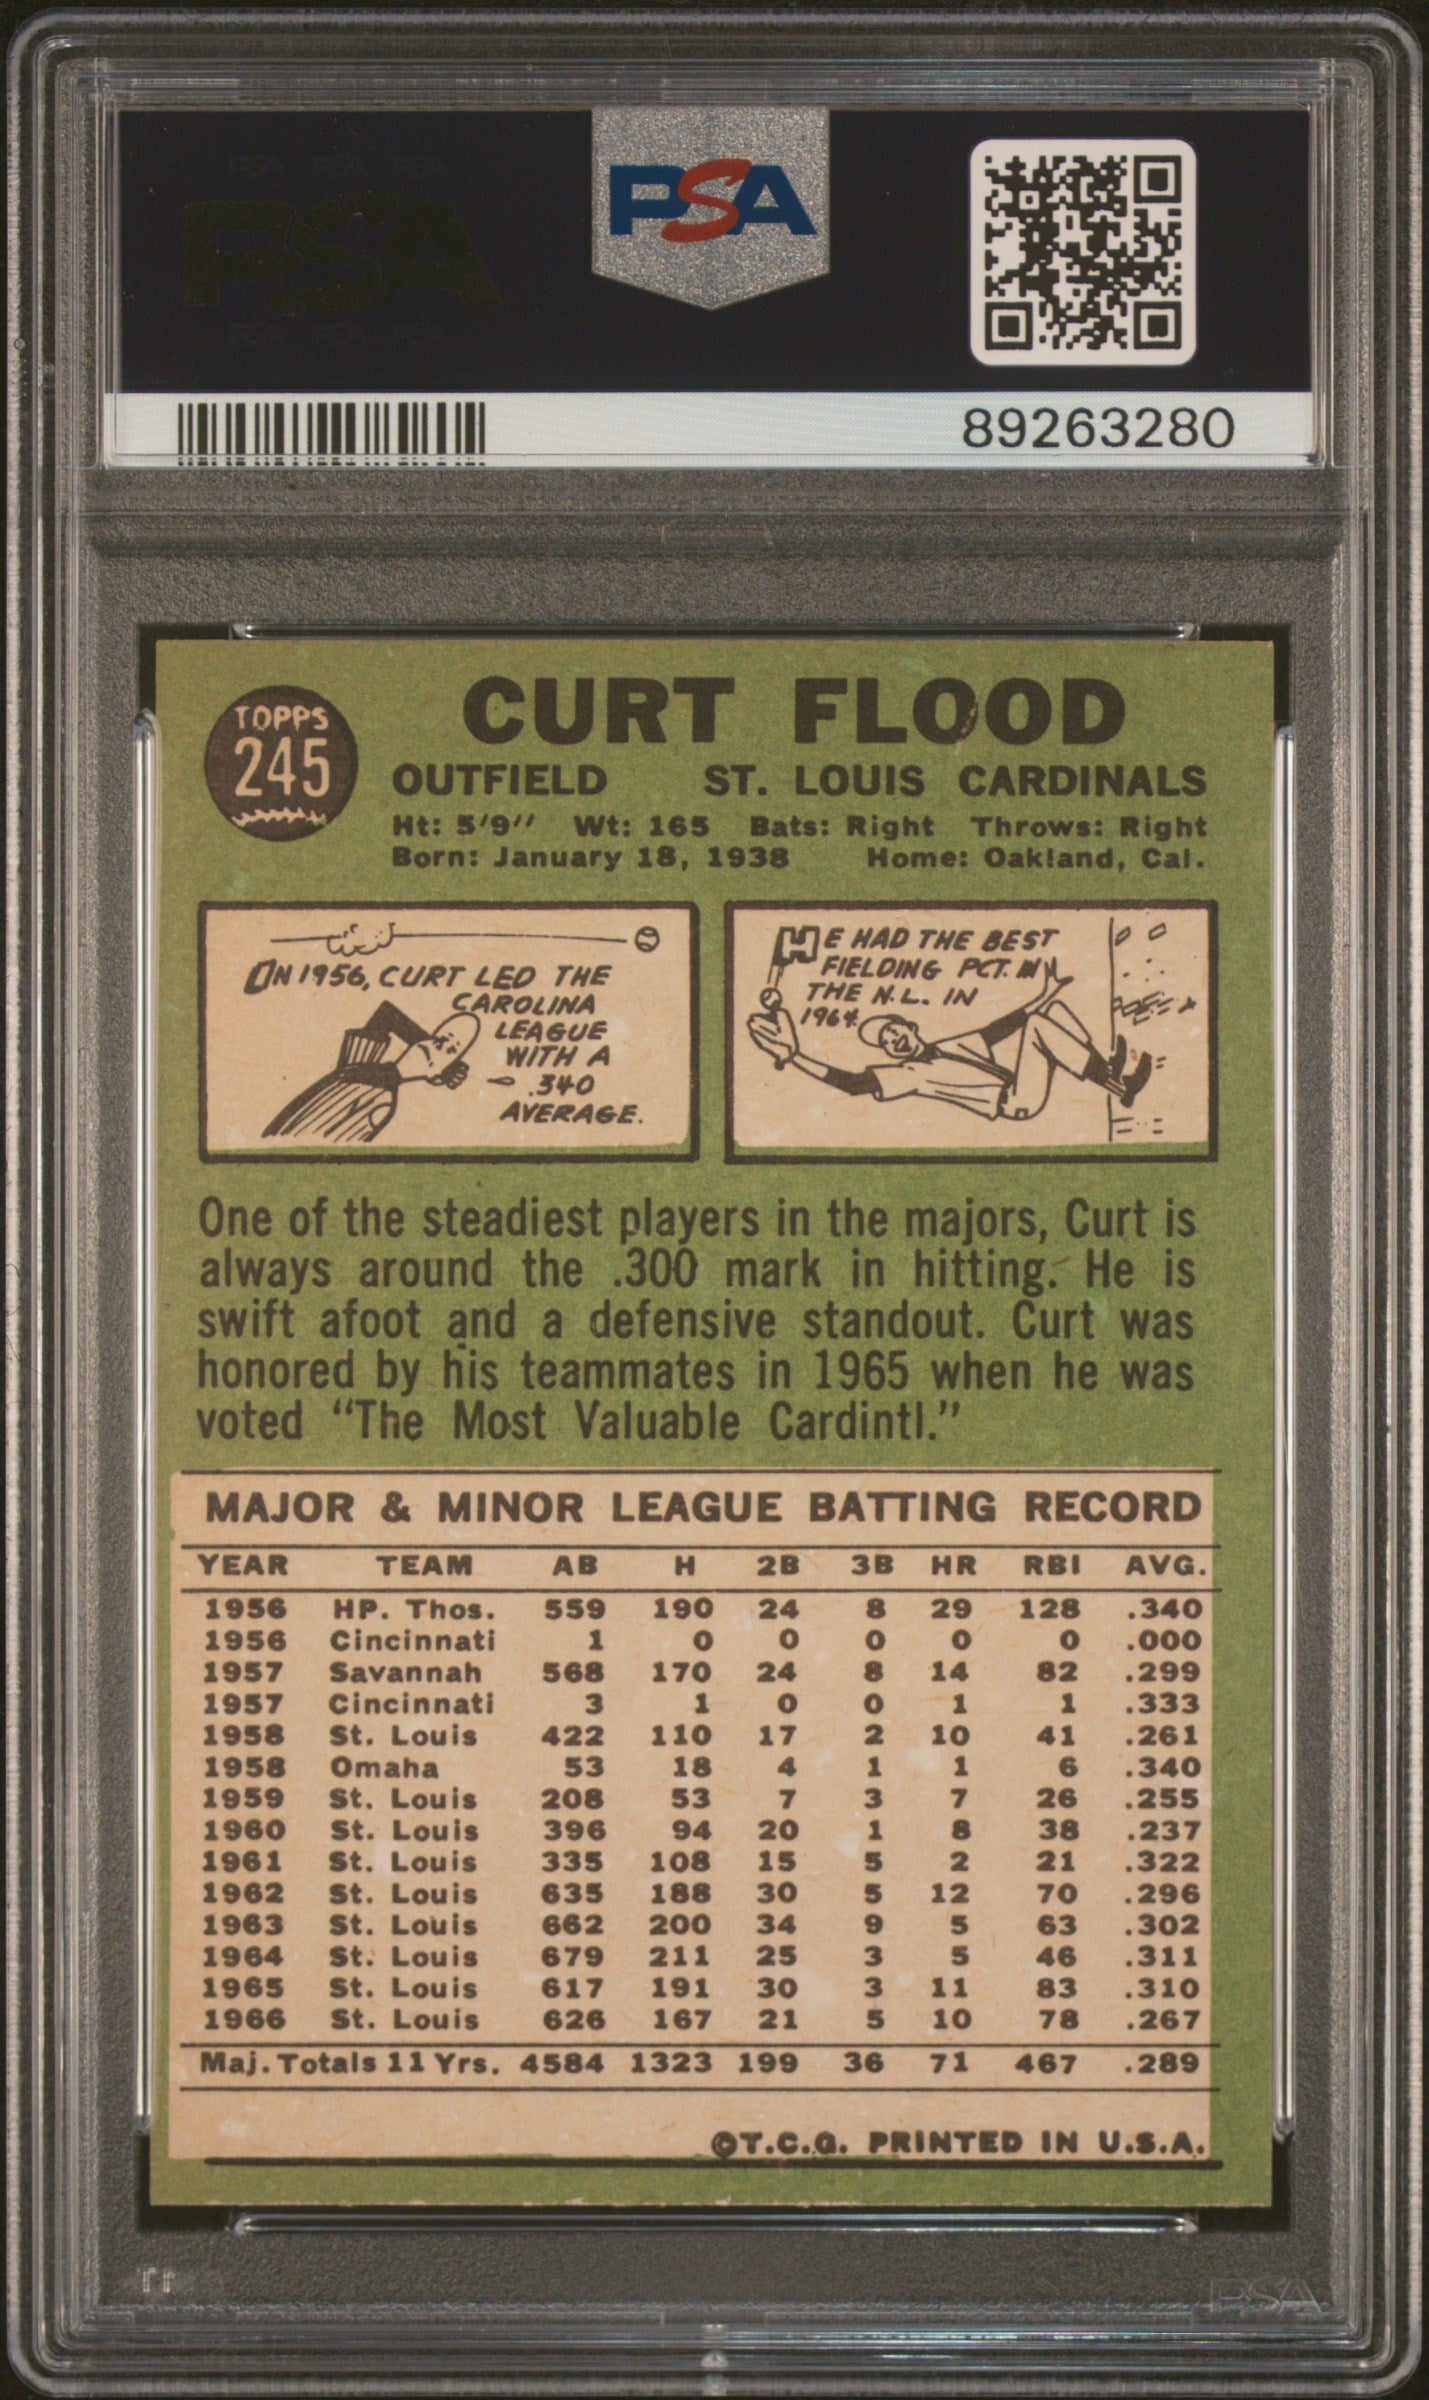 PSA
89263280
TOPPS
245
CURT FLOOD
OUTFIELD ST. LOUIS CARDINALS
Ht: 5'9" Wt: 165 Bats: Right Throws: Right
Born: January 18, 1938 Home: Oakland, Cal.
IN 1956, CURT LED THE
CAROLINA
LEAGUE
WITH A
.340
AVERAGE.
HE HAD THE BEST
FIELDING PCT. IN
THE N.L. IN
1964.
One of the steadiest players in the majors, Curt is
always around the .300 mark in hitting. He is
swift afoot and a defensive standout. Curt was
honored by his teammates in 1965 when he was
voted “The Most Valuable Cardintl.”
MAJOR & MINOR LEAGUE BATTING RECORD
YEAR TEAM AB H 2B 3B HR RBI AVG.
1956 HP. Thos. 559 190 24 8 29 128 .340
1956 Cincinnati 1 0 0 0 0 0 .000
1957 Savannah 568 170 24 8 14 82 .299
1957 Cincinnati 3 1 0 0 1 1 .333
1958 St. Louis 422 110 17 2 10 41 .261
1958 Omaha 53 18 4 1 1 6 .340
1959 St. Louis 208 53 7 3 7 26 .255
1960 St. Louis 396 94 20 1 8 38 .237
1961 St. Louis 335 108 15 5 2 21 .322
1962 St. Louis 635 188 30 5 12 70 .296
1963 St. Louis 662 200 34 9 5 63 .302
1964 St. Louis 679 211 25 3 5 46 .311
1965 St. Louis 617 191 30 3 11 83 .310
1966 St. Louis 626 167 21 5 10 78 .267
Maj. Totals 11 Yrs. 4584 1323 199 36 71 467 .289
©T.C.G. PRINTED IN U.S.A.
PSA